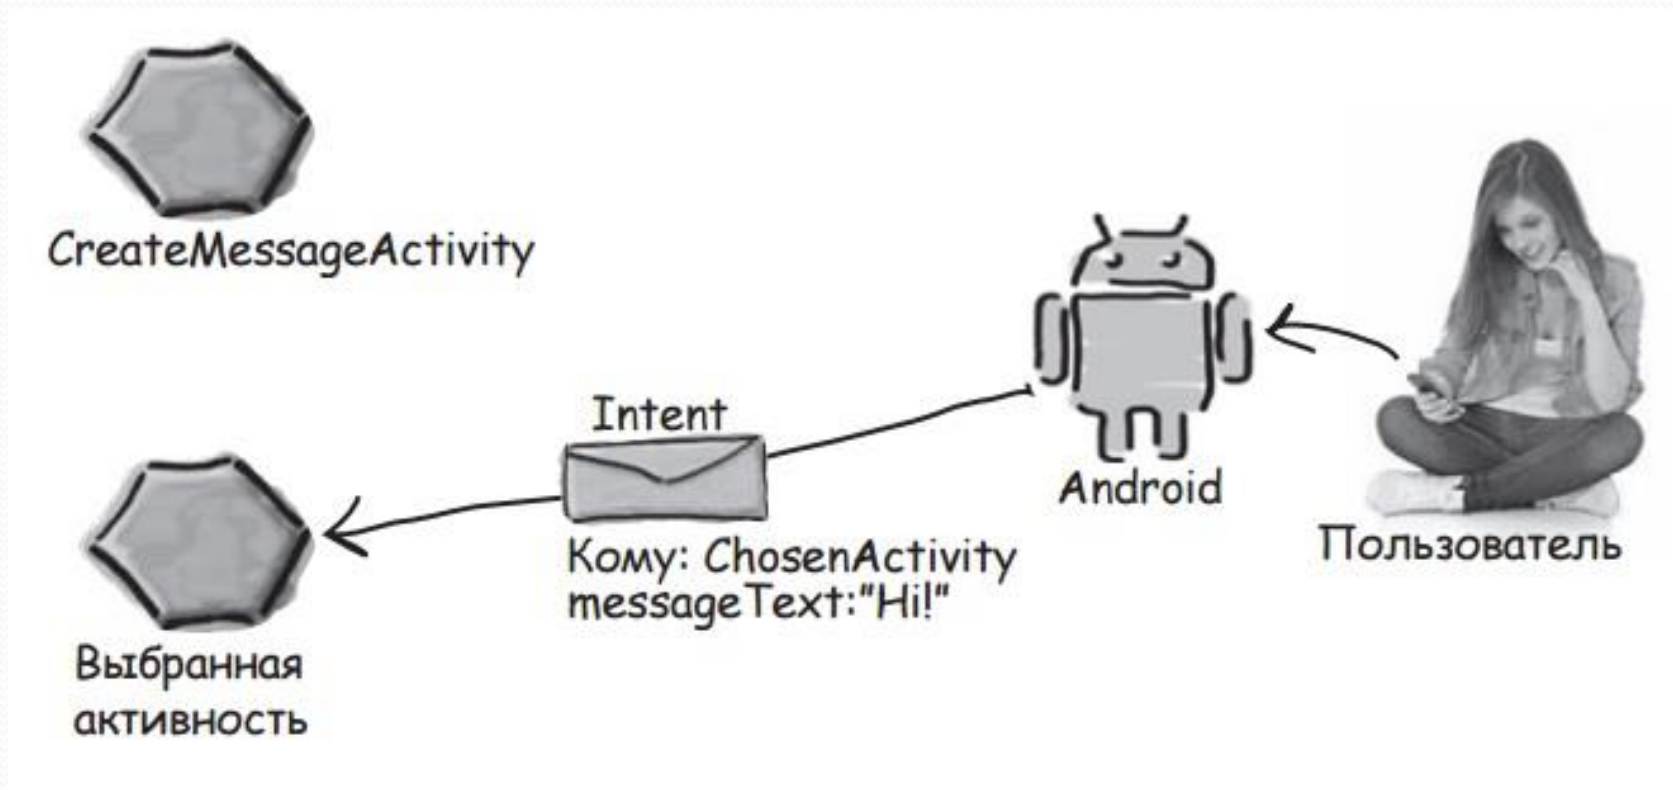 CreateMessageActivity
Intent
Кому: ChosenActivity
messageText:"Hi!"
Android
Пользователь
Выбранная
активность